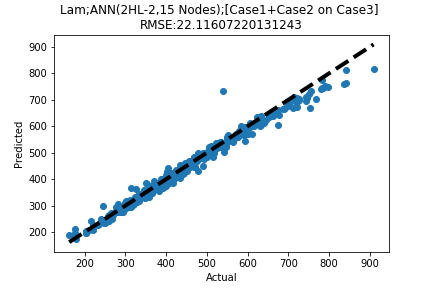 Lam;ANN(2HL-2,15 Nodes);[Case1+Case2 on Case3]
RMSE:22.11607220131243
900
800
700
600
500
400
300
200
Predicted
200 300 400 500 600 700 800 900
Actual